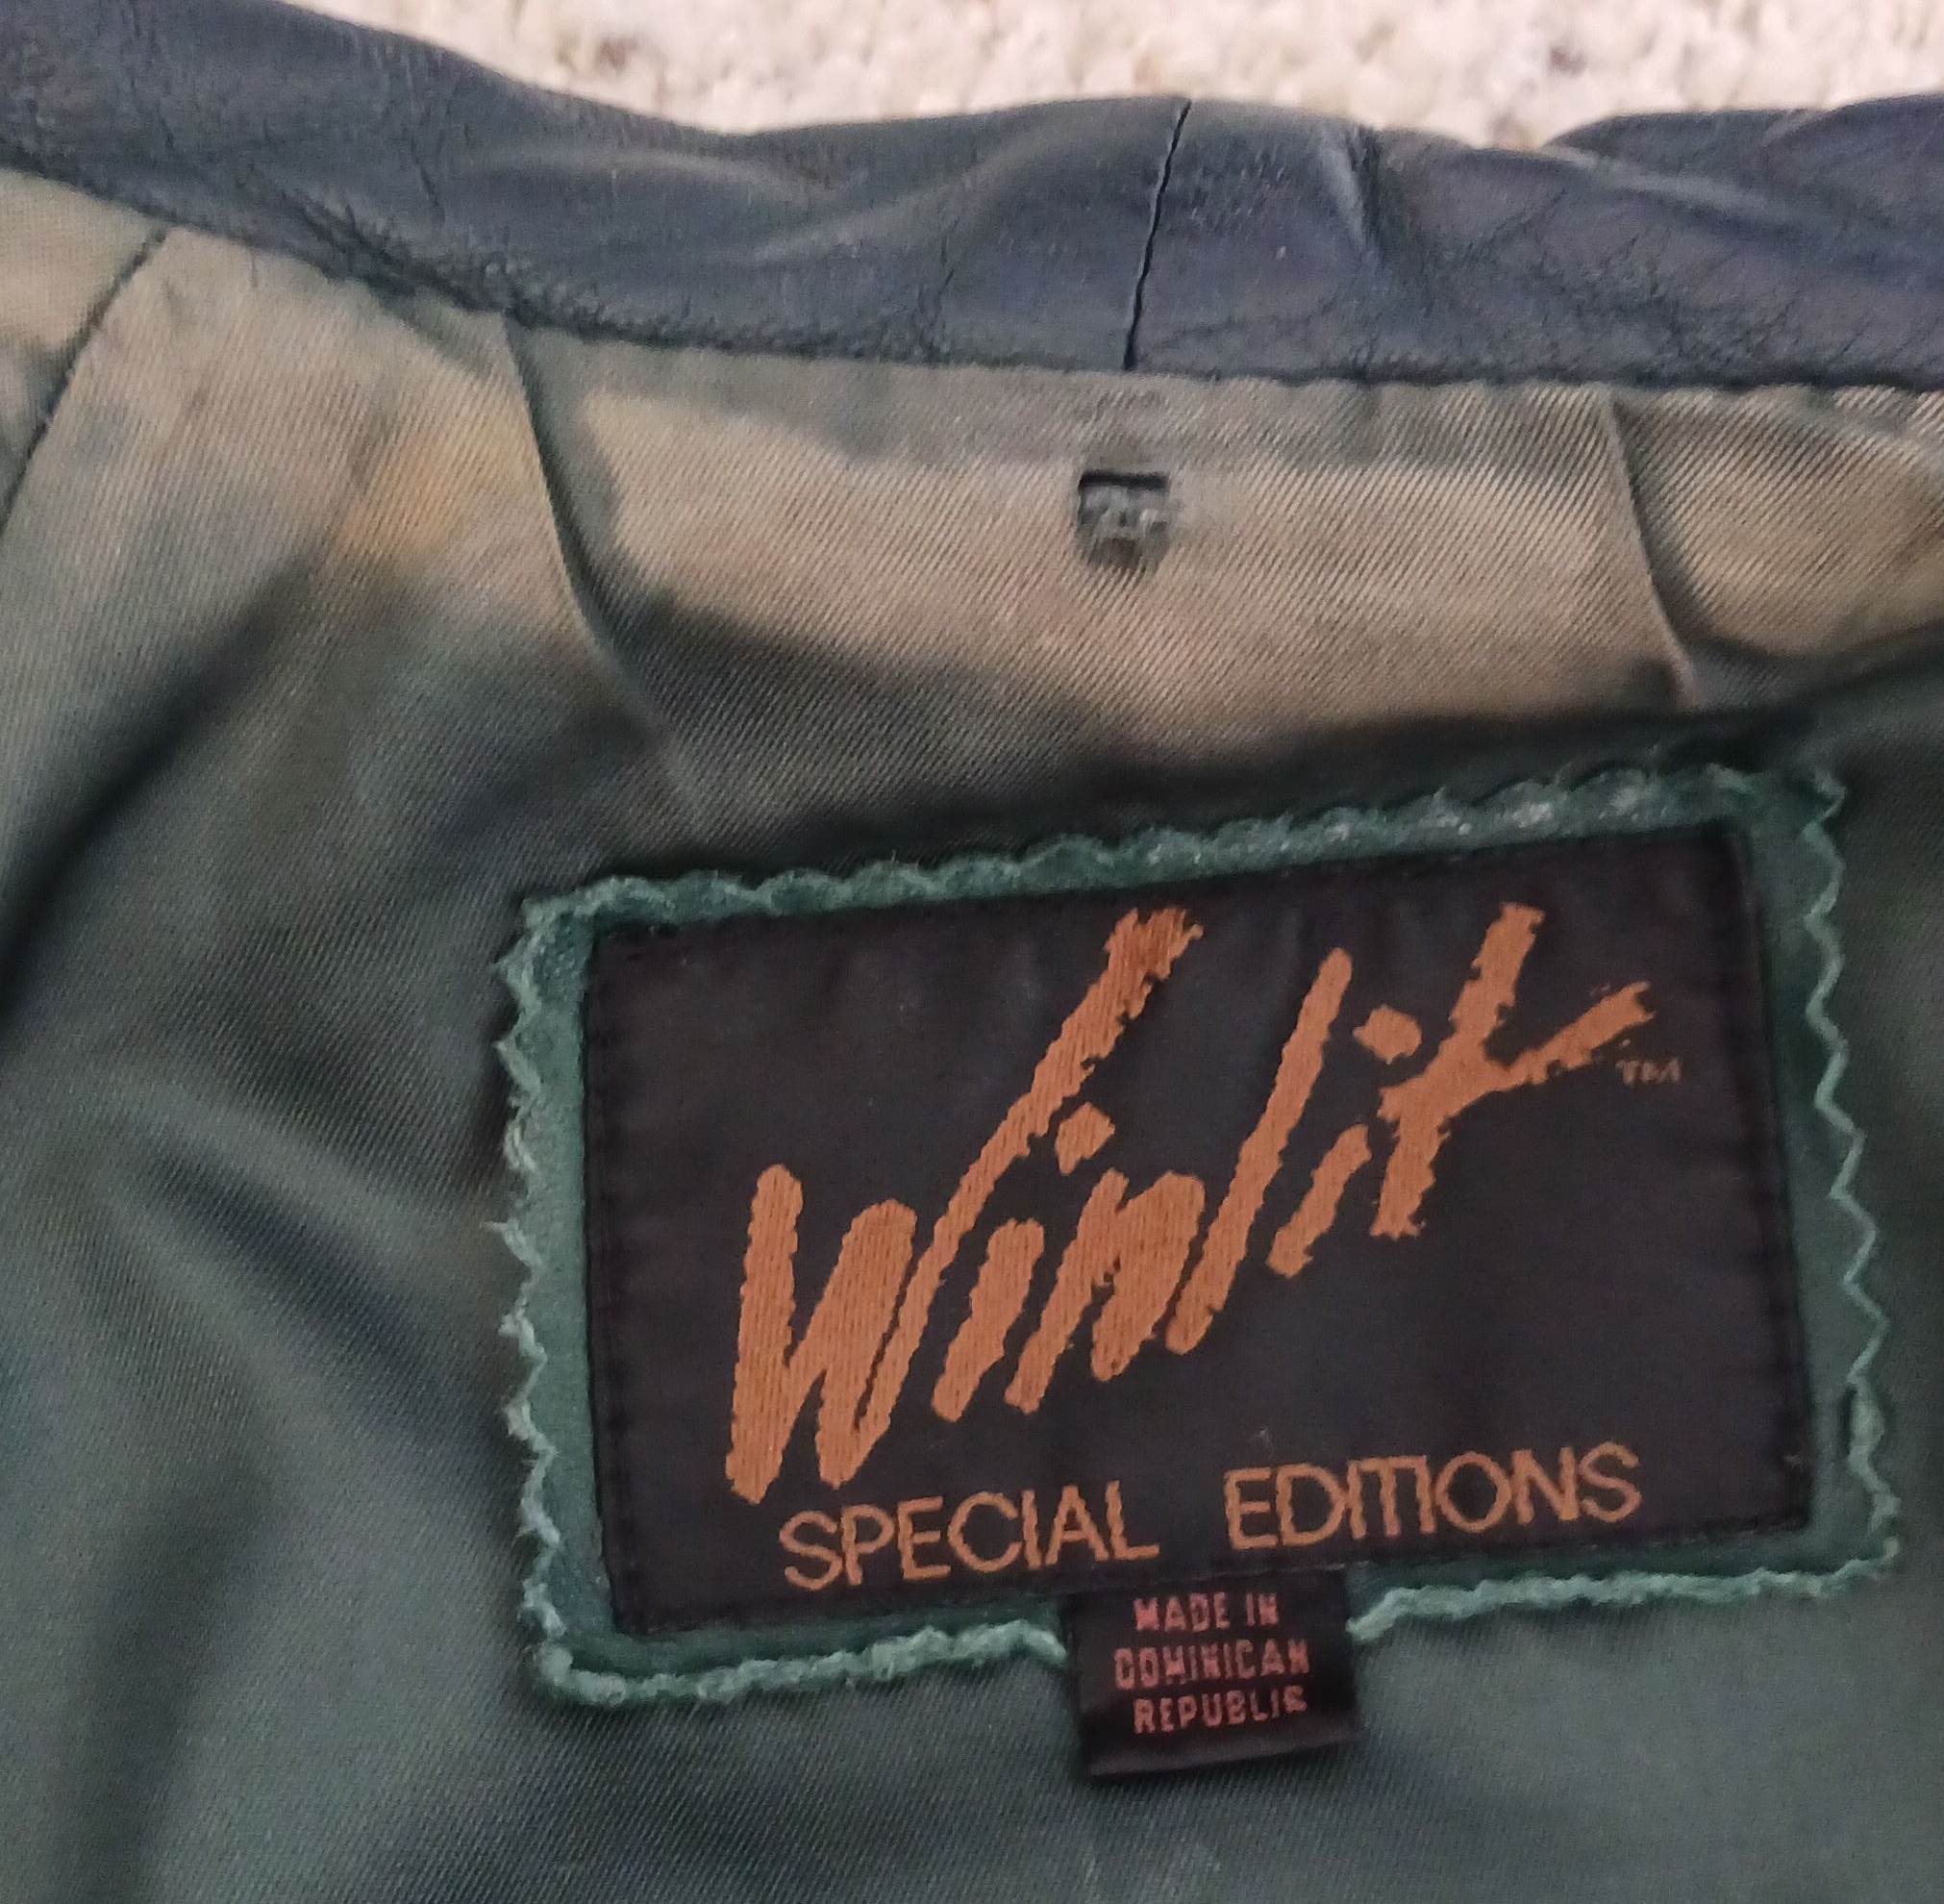 Winlit™
SPECIAL EDITIONS
MADE IN
DOMINICAN
REPUBLIC